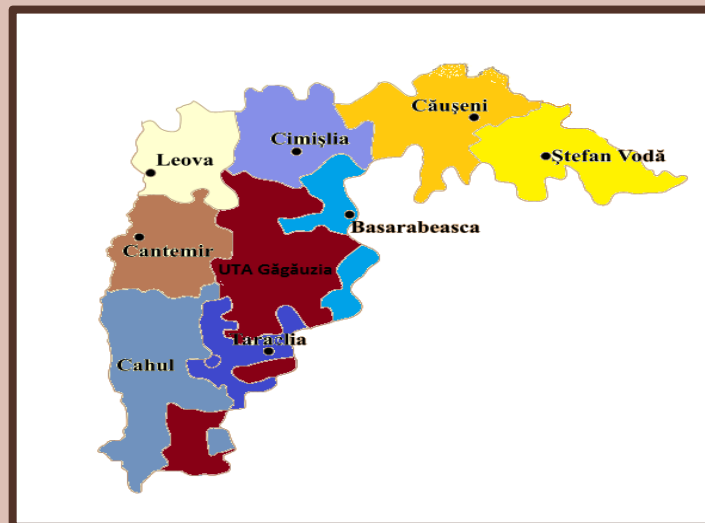 Căușeni
Cimișlia
Ștefan Vodă
Leova
Basarabeasca
Cantemir
UTA Găgăuzia
Taraclia
Cahul